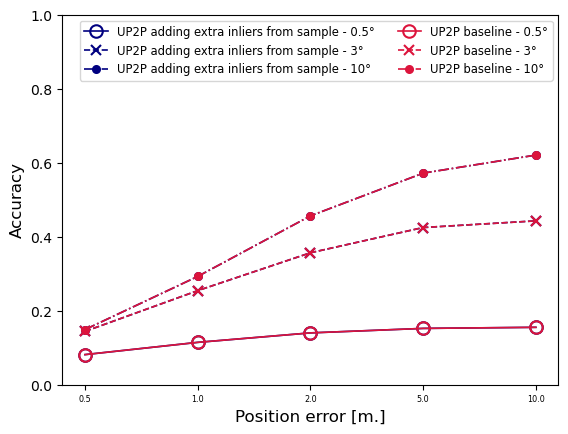 UP2P adding extra inliers from sample - 0.5°
UP2P adding extra inliers from sample - 3°
UP2P adding extra inliers from sample - 10°
UP2P baseline - 0.5°
UP2P baseline - 3°
UP2P baseline - 10°
1.0
0.8
0.6
0.4
0.2
0.0
Accuracy
0.5 1.0 2.0 5.0 10.0
Position error [m.]